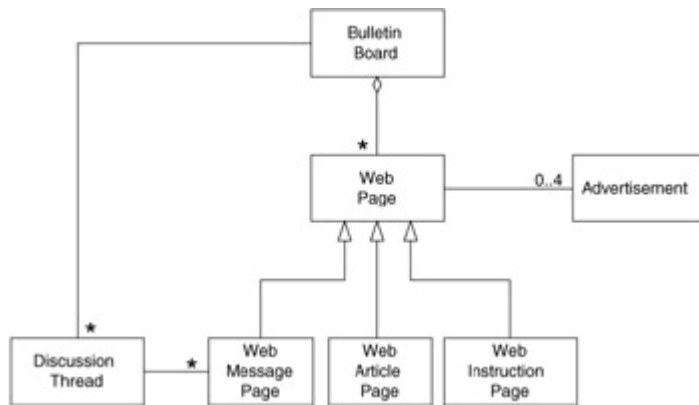 Bulletin
Board
*
Web
Page
0..4
Advertisement
*
Discussion
Thread
*
Web
Message
Page
Web
Article
Page
Web
Instruction
Page